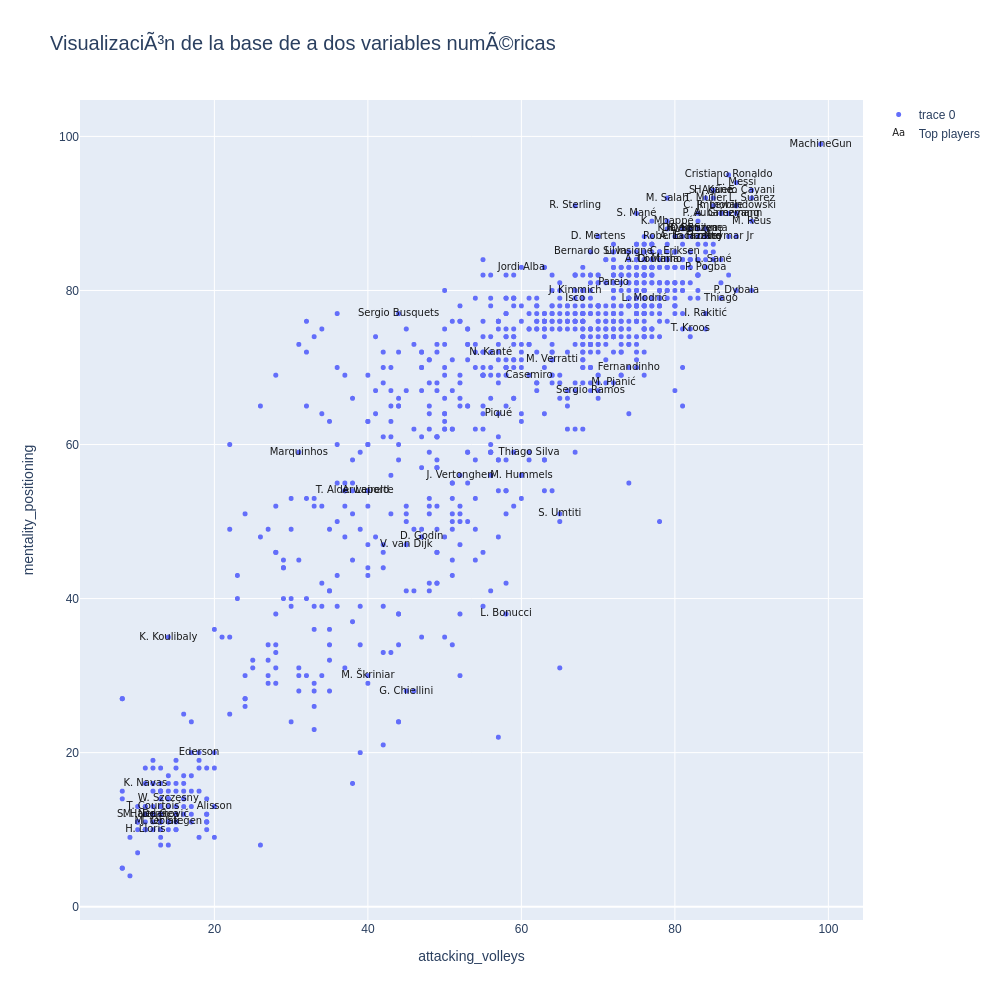 VisualizaciÃ³n de la base de a dos variables numÃ©ricas
trace 0
Aa Top players
100
80
60
40
20
0
mentality_positioning
MachineGun
Cristiano Ronaldo
L. Messi
M. Salah
T. Müller
L. Suárez
R. Sterling
S. Mané
M. Reus
K. Mbappé
D. Mertens
Bernardo Silva
C. Eriksen
Jordi Alba
L. Sané
P. Pogba
Parejo
J. Kimmich
P. Dybala
Isco
L. Modric
Thiago
Sergio Busquets
I. Rakitić
T. Kroos
N. Kanté
M. Verratti
Fernandinho
Casemiro
M. Pjanić
Sergio Ramos
Piqué
Marquinhos
Thiago Silva
J. Vertonghen
M. Hummels
S. Umtiti
D. Godín
V. van Dijk
L. Bonucci
K. Koulibaly
M. Škriniar
G. Chiellini
Ederson
K. Navas
W. Szczęsny
T. Courtois
Alisson
H. Lloris
20
40
60
80
100
attacking_volleys